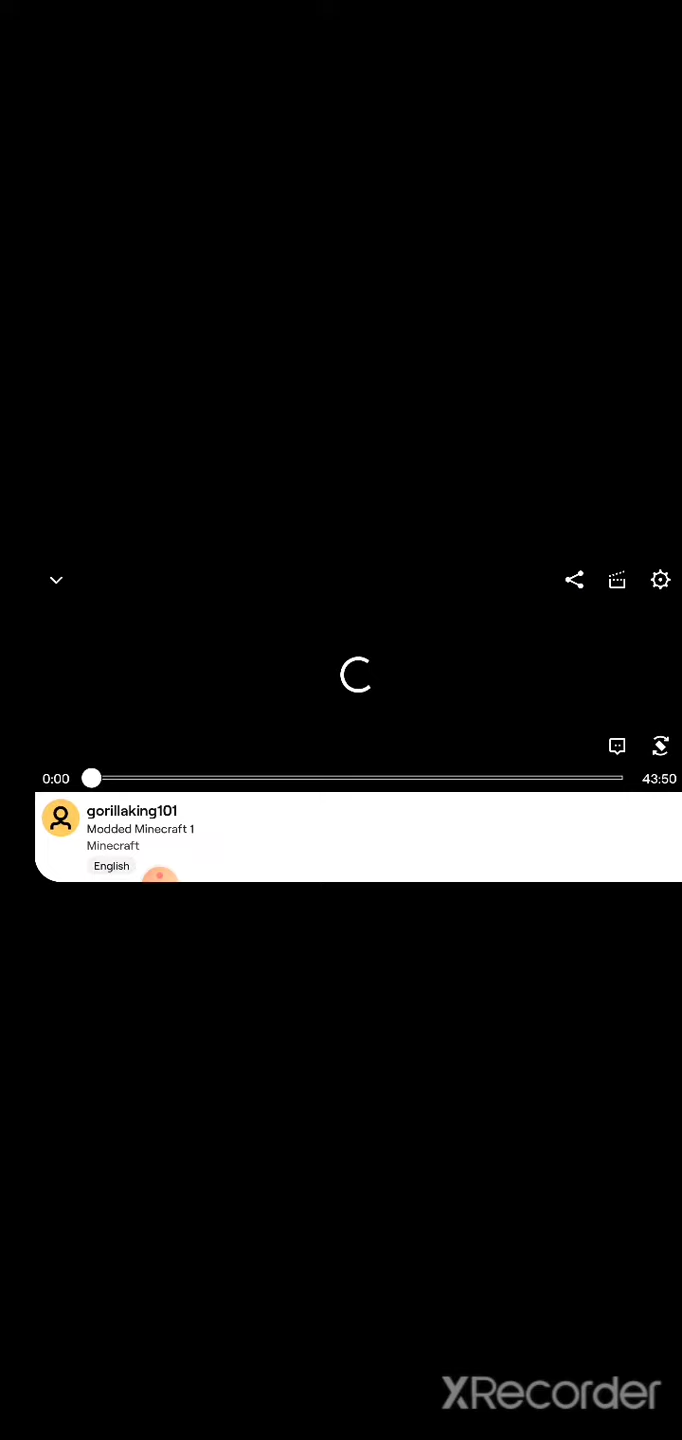 0:00
43:50
gorillaking101
Modded Minecraft 1
Minecraft
English
XRecorder